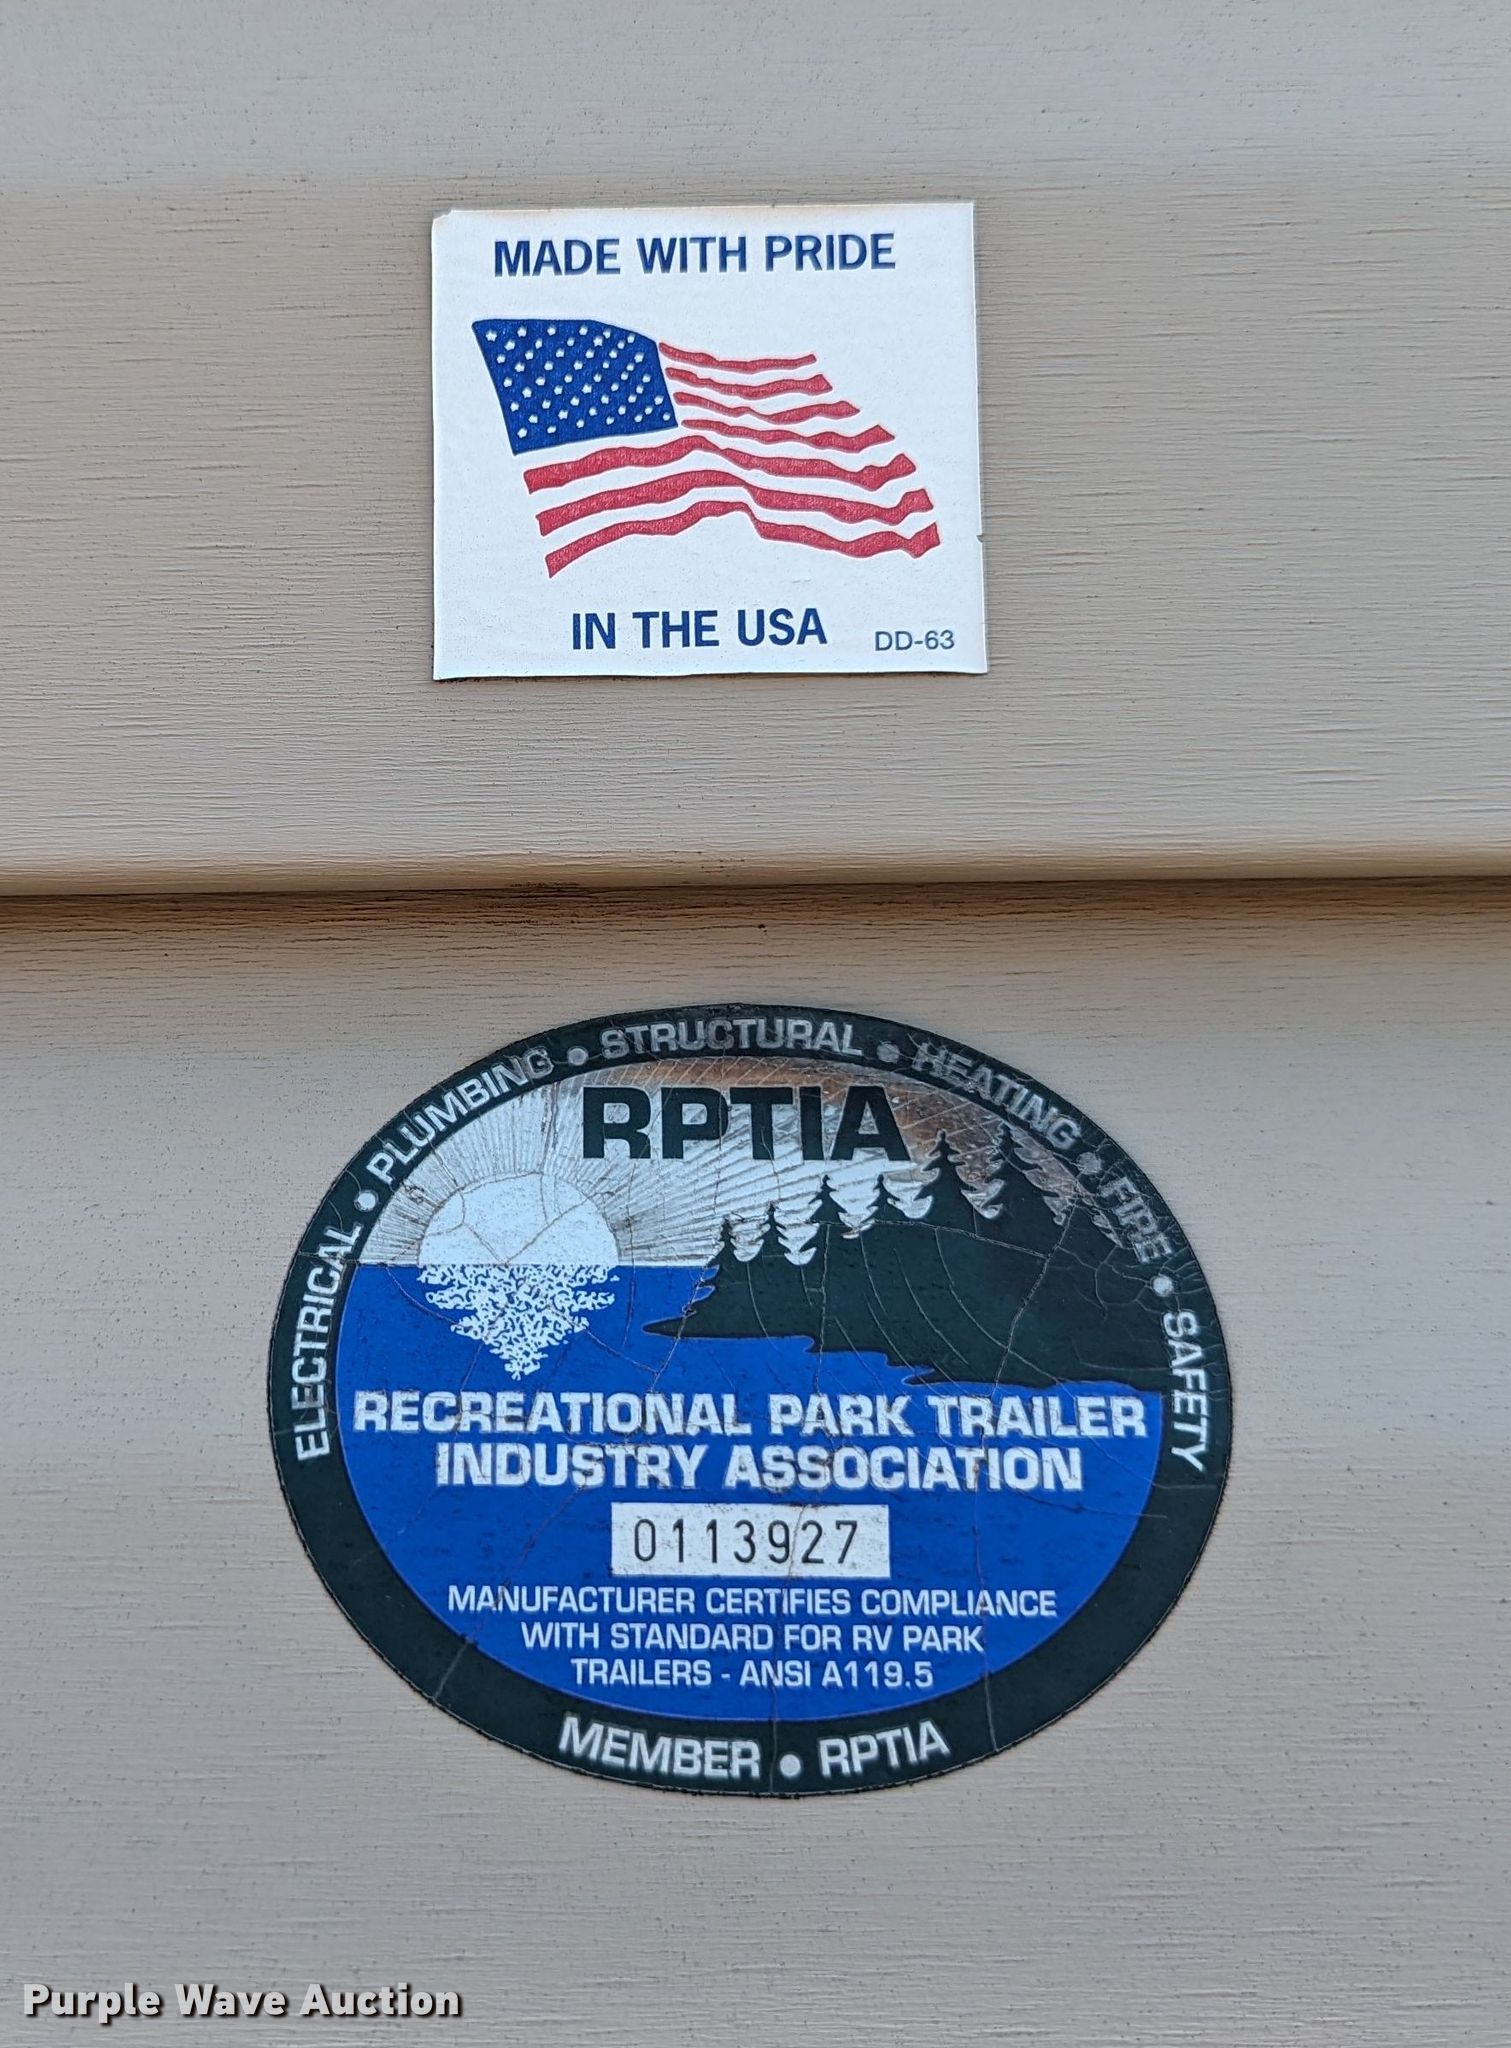 MADE WITH PRIDE
IN THE USA
DD-63
ELECTRICAL • PLUMBING • STRUCTURAL • HEATING • FIRE • SAFETY
RPTIA
RECREATIONAL PARK TRAILER
INDUSTRY ASSOCIATION
0113927
MANUFACTURER CERTIFIES COMPLIANCE
WITH STANDARD FOR RV PARK
TRAILERS - ANSI A119.5
MEMBER • RPTIA
Purple Wave Auction